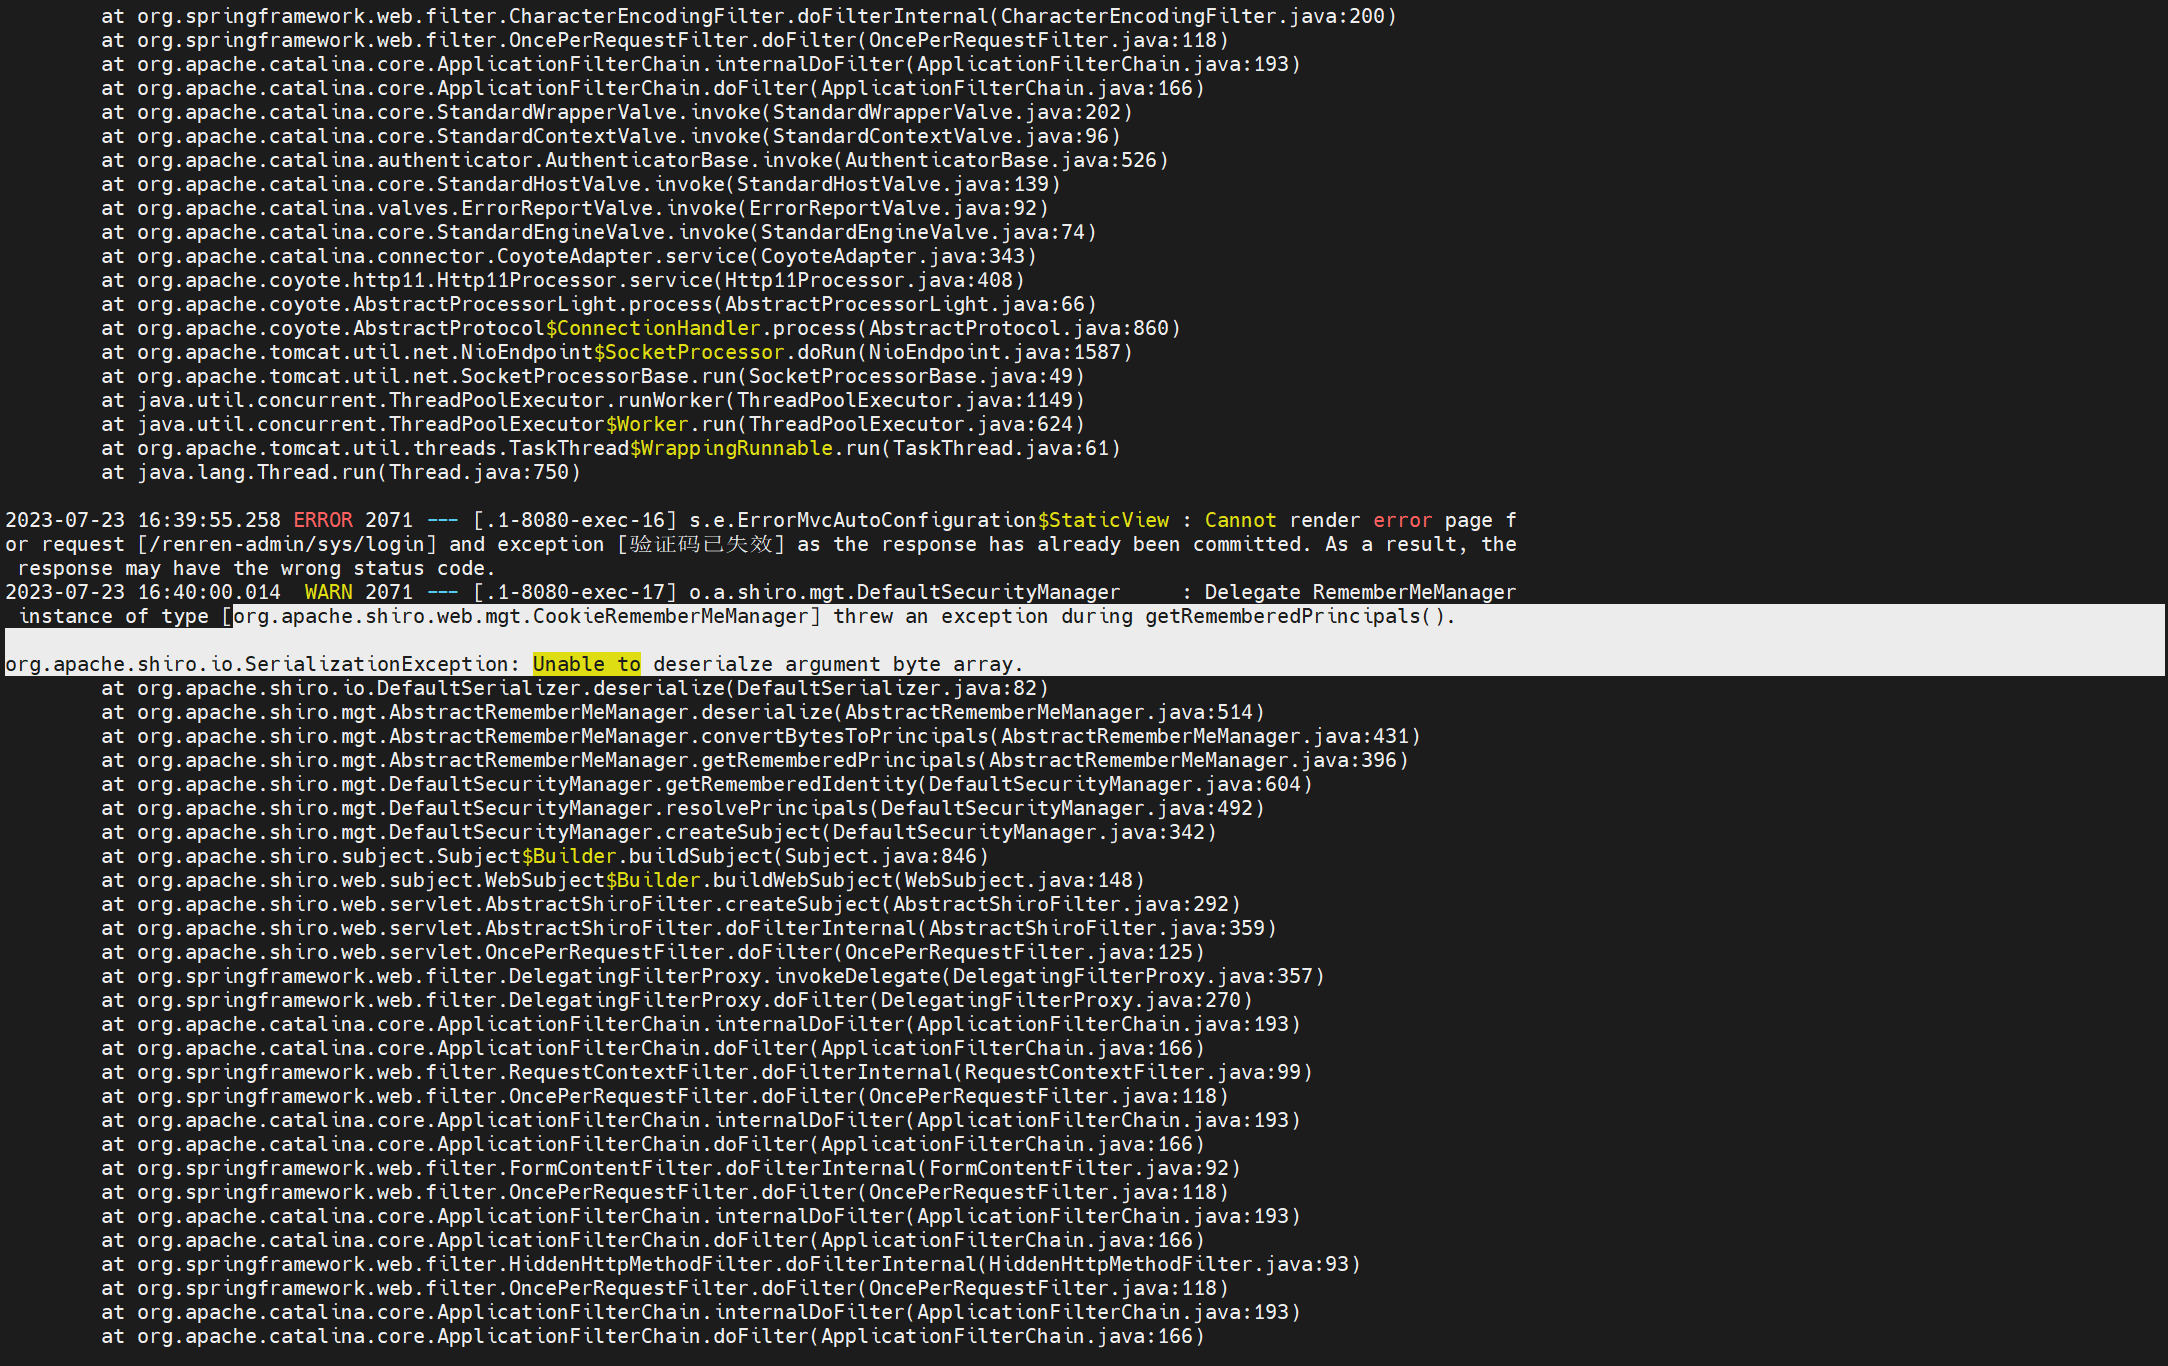 at org.springframework.web.filter.CharacterEncodingFilter.doFilterInternal(CharacterEncodingFilter.java:200)
at org.springframework.web.filter.OncePerRequestFilter.doFilter(OncePerRequestFilter.java:118)
at org.apache.catalina.core.ApplicationFilterChain.internalDoFilter(ApplicationFilterChain.java:193)
at org.apache.catalina.core.ApplicationFilterChain.doFilter(ApplicationFilterChain.java:166)
at org.apache.catalina.core.StandardWrapperValve.invoke(StandardWrapperValve.java:202)
at org.apache.catalina.core.StandardContextValve.invoke(StandardContextValve.java:96)
at org.apache.catalina.authenticator.AuthenticatorBase.invoke(AuthenticatorBase.java:526)
at org.apache.catalina.core.StandardHostValve.invoke(StandardHostValve.java:139)
at org.apache.catalina.valves.ErrorReportValve.invoke(ErrorReportValve.java:92)
at org.apache.catalina.core.StandardEngineValve.invoke(StandardEngineValve.java:74)
at org.apache.catalina.connector.CoyoteAdapter.service(CoyoteAdapter.java:343)
at org.apache.coyote.http11.Http11Processor.service(Http11Processor.java:408)
at org.apache.coyote.AbstractProcessorLight.process(AbstractProcessorLight.java:66)
at org.apache.coyote.AbstractProtocol$ConnectionHandler.process(AbstractProtocol.java:860)
at org.apache.tomcat.util.net.NioEndpoint$SocketProcessor.doRun(NioEndpoint.java:1587)
at org.apache.tomcat.util.net.SocketProcessorBase.run(SocketProcessorBase.java:49)
at java.util.concurrent.ThreadPoolExecutor.runWorker(ThreadPoolExecutor.java:1149)
at java.util.concurrent.ThreadPoolExecutor$Worker.run(ThreadPoolExecutor.java:624)
at org.apache.tomcat.util.threads.TaskThread$WrappingRunnable.run(TaskThread.java:61)
at java.lang.Thread.run(Thread.java:750)
2023-07-23 16:39:55.258 ERROR 2071 --- [.1-8080-exec-16] s.e.ErrorMvcAutoConfiguration$StaticView : Cannot render error page f
or request [/renren-admin/sys/login] and exception [验证码已失效] as the response has already been committed. As a result, the
response may have the wrong status code.
2023-07-23 16:40:00.014  WARN 2071 --- [.1-8080-exec-17] o.a.shiro.mgt.DefaultSecurityManager     : Delegate RememberMeManager
instance of type [org.apache.shiro.web.mgt.CookieRememberMeManager] threw an exception during getRememberedPrincipals().
org.apache.shiro.io.SerializationException: Unable to deserialze argument byte array.
at org.apache.shiro.io.DefaultSerializer.deserialize(DefaultSerializer.java:82)
at org.apache.shiro.mgt.AbstractRememberMeManager.deserialize(AbstractRememberMeManager.java:514)
at org.apache.shiro.mgt.AbstractRememberMeManager.convertBytesToPrincipals(AbstractRememberMeManager.java:431)
at org.apache.shiro.mgt.AbstractRememberMeManager.getRememberedPrincipals(AbstractRememberMeManager.java:396)
at org.apache.shiro.mgt.DefaultSecurityManager.getRememberedIdentity(DefaultSecurityManager.java:604)
at org.apache.shiro.mgt.DefaultSecurityManager.resolvePrincipals(DefaultSecurityManager.java:492)
at org.apache.shiro.mgt.DefaultSecurityManager.createSubject(DefaultSecurityManager.java:342)
at org.apache.shiro.subject.Subject$Builder.buildSubject(Subject.java:846)
at org.apache.shiro.web.subject.WebSubject$Builder.buildWebSubject(WebSubject.java:148)
at org.apache.shiro.web.servlet.AbstractShiroFilter.createSubject(AbstractShiroFilter.java:292)
at org.apache.shiro.web.servlet.AbstractShiroFilter.doFilterInternal(AbstractShiroFilter.java:359)
at org.apache.shiro.web.servlet.OncePerRequestFilter.doFilter(OncePerRequestFilter.java:125)
at org.springframework.web.filter.DelegatingFilterProxy.invokeDelegate(DelegatingFilterProxy.java:357)
at org.springframework.web.filter.DelegatingFilterProxy.doFilter(DelegatingFilterProxy.java:270)
at org.apache.catalina.core.ApplicationFilterChain.internalDoFilter(ApplicationFilterChain.java:193)
at org.apache.catalina.core.ApplicationFilterChain.doFilter(ApplicationFilterChain.java:166)
at org.springframework.web.filter.RequestContextFilter.doFilterInternal(RequestContextFilter.java:99)
at org.springframework.web.filter.OncePerRequestFilter.doFilter(OncePerRequestFilter.java:118)
at org.apache.catalina.core.ApplicationFilterChain.internalDoFilter(ApplicationFilterChain.java:193)
at org.apache.catalina.core.ApplicationFilterChain.doFilter(ApplicationFilterChain.java:166)
at org.springframework.web.filter.FormContentFilter.doFilterInternal(FormContentFilter.java:92)
at org.springframework.web.filter.OncePerRequestFilter.doFilter(OncePerRequestFilter.java:118)
at org.apache.catalina.core.ApplicationFilterChain.internalDoFilter(ApplicationFilterChain.java:193)
at org.apache.catalina.core.ApplicationFilterChain.doFilter(ApplicationFilterChain.java:166)
at org.springframework.web.filter.HiddenHttpMethodFilter.doFilterInternal(HiddenHttpMethodFilter.java:93)
at org.springframework.web.filter.OncePerRequestFilter.doFilter(OncePerRequestFilter.java:118)
at org.apache.catalina.core.ApplicationFilterChain.internalDoFilter(ApplicationFilterChain.java:193)
at org.apache.catalina.core.ApplicationFilterChain.doFilter(ApplicationFilterChain.java:166)